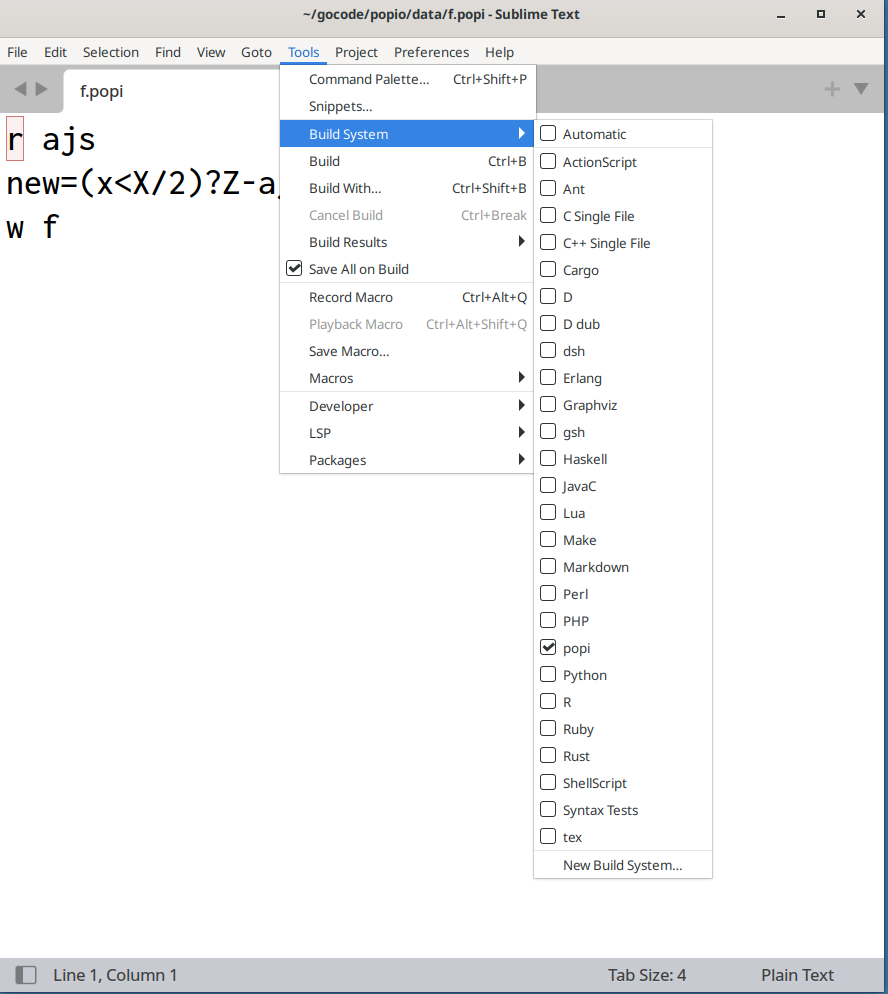 ~/gocode/popio/data/f.popi - Sublime Text
File Edit Selection Find View Goto Tools Project Preferences Help
f.popi
r ajs
new=(x<X/2)?Z-a
w f
Command Palette... Ctrl+Shift+P
Snippets...
Build System
Build Ctrl+B
Build With... Ctrl+Shift+B
Cancel Build Ctrl+Break
Build Results
Save All on Build
Record Macro Ctrl+Alt+Q
Playback Macro Ctrl+Alt+Shift+Q
Save Macro...
Macros
Developer
LSP
Packages
Automatic
ActionScript
Ant
C Single File
C++ Single File
Cargo
D
D dub
dsh
Erlang
Graphviz
gsh
Haskell
JavaC
Lua
Make
Markdown
Perl
PHP
popi
Python
R
Ruby
Rust
ShellScript
Syntax Tests
tex
New Build System...
Line 1, Column 1 Tab Size: 4 Plain Text